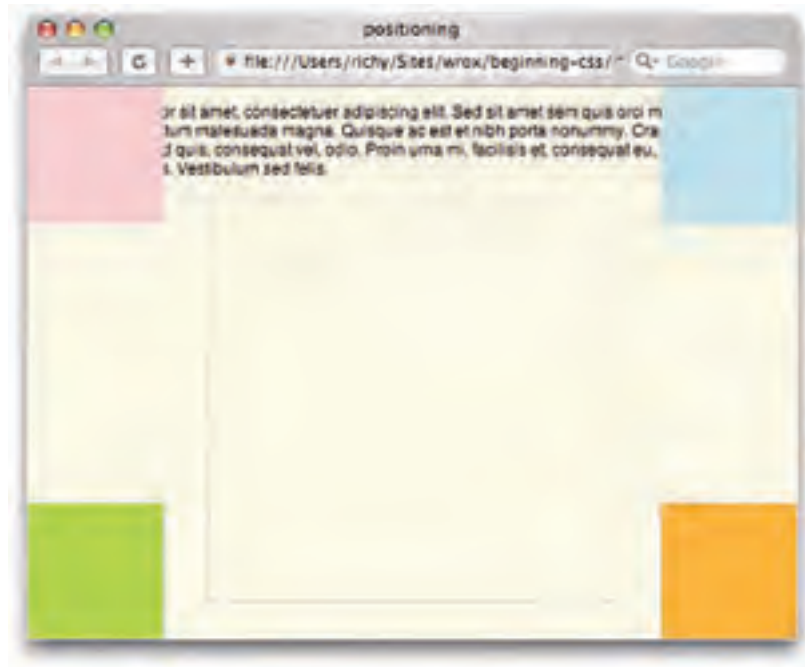 positioning
file:///Users/richy/Sites/wrox/beginning-css/
Google
or sit amet, consectetuer adipiscing elit. Sed sit amet sem quis orci m
tum malesuada magna. Quisque ac est et nibh porta nonummy. Cra
d quis, consequat vel, odio. Proin urna mi, facilisis et, consequat eu,
s. Vestibulum sed felis.